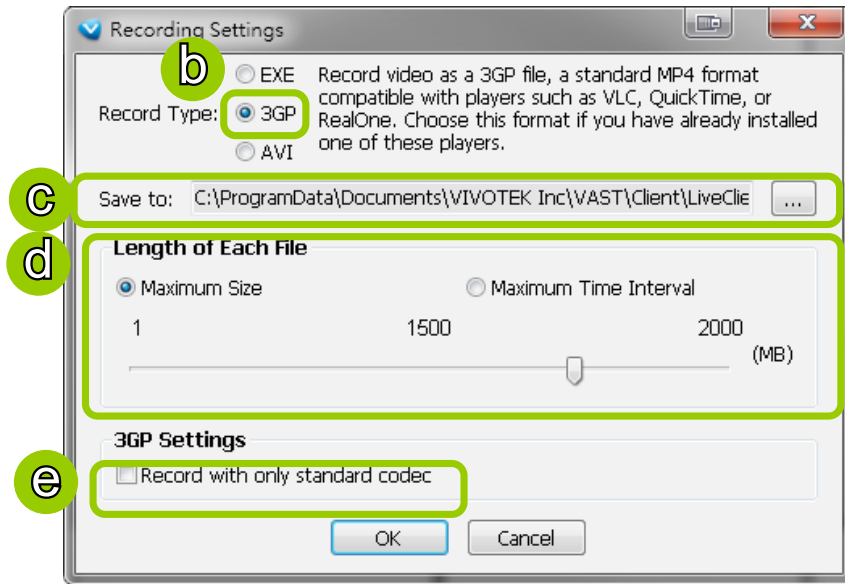 Recording Settings
b
EXE
Record Type:
3GP
AVI
Record video as a 3GP file, a standard MP4 format
compatible with players such as VLC, QuickTime, or
RealOne. Choose this format if you have already installed
one of these players.
c
Save to:
C:\ProgramData\Documents\VIVOTEK Inc\VAST\Client\LiveClie
...
d
Length of Each File
Maximum Size
Maximum Time Interval
1
1500
2000
(MB)
3GP Settings
e
Record with only standard codec
OK
Cancel